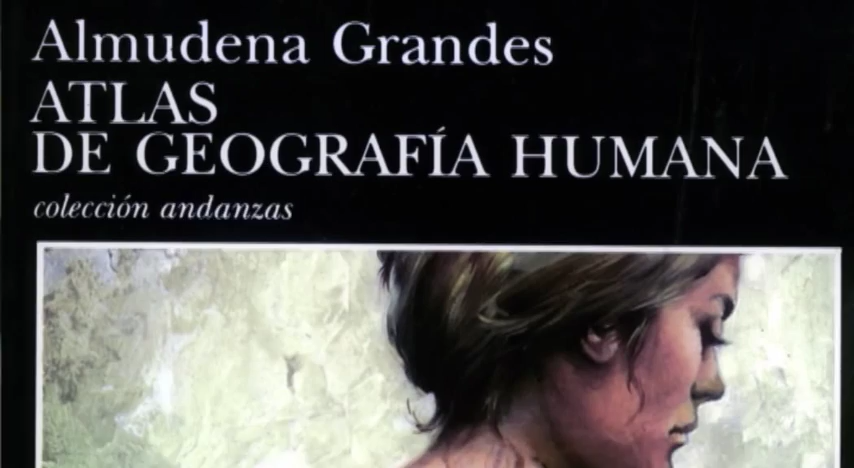 Almudena Grandes
ATLAS
DE GEOGRAFÍA HUMANA
colección andanzas